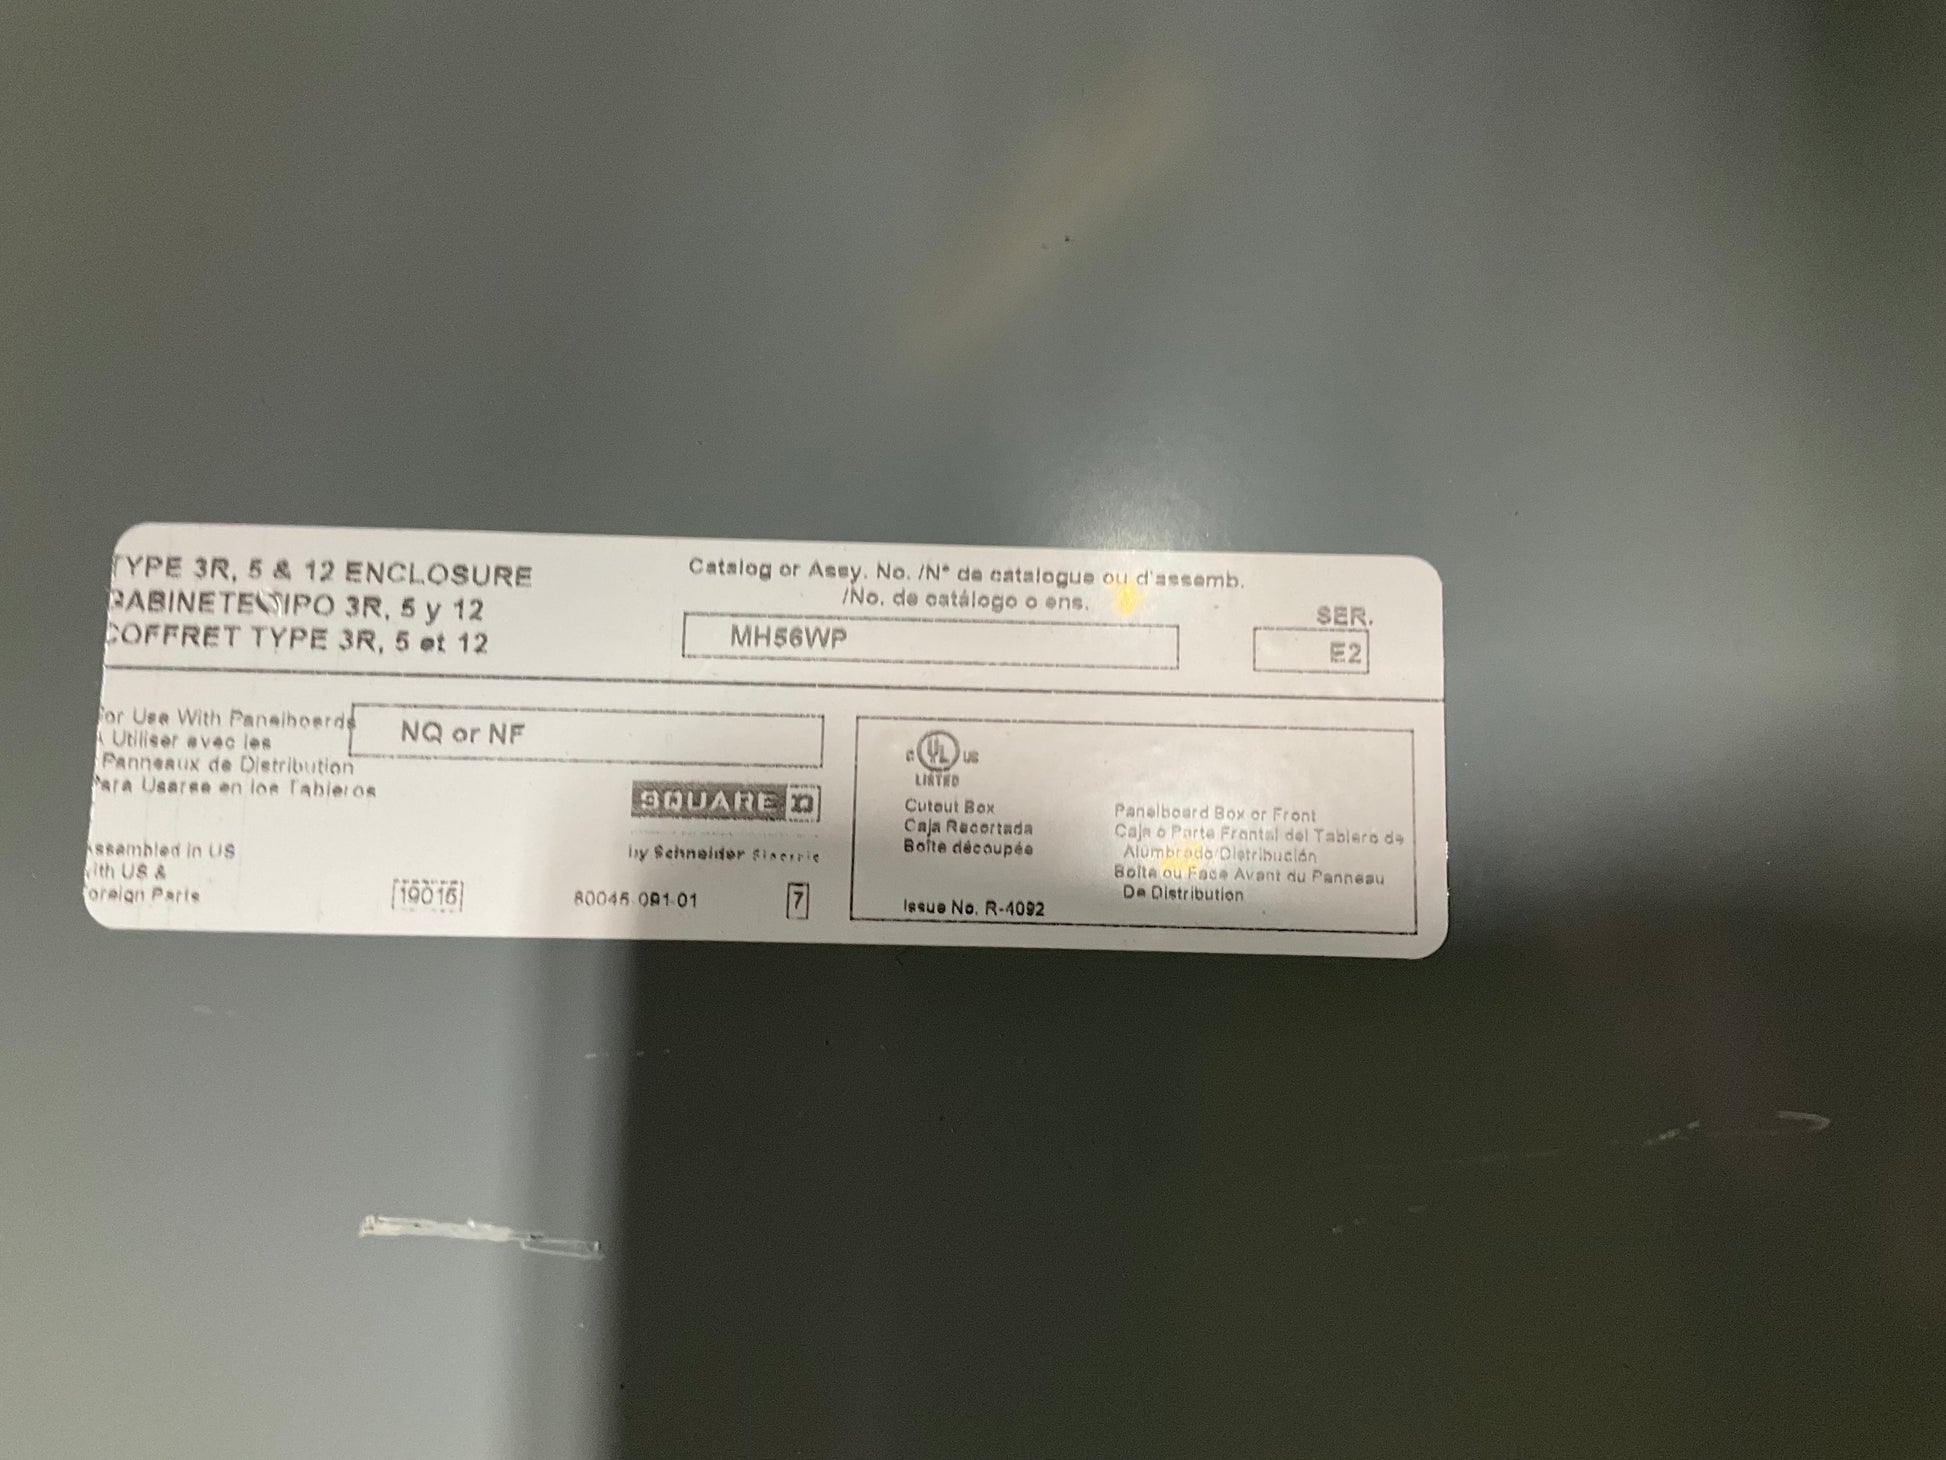 TYPE 3R, 5 & 12 ENCLOSURE
GABINETE TIPO 3R, 5 y 12
COFFRET TYPE 3R, 5 et 12
Catalog or Assy. No. /N° de catalogue ou d'assemb.
/No. de catálogo o ens.
MH56WP
SER.
E2
For Use With Panelboards
À Utiliser avec les
Panneaux de Distribution
Para Usarse en los Tableros
NQ or NF
Assembled in US
with US &
Foreign Parts
19016
SQUARE D
by Schneider Electric
80045-091-01
7
c UL US
LISTED
Cutout Box
Caja Recortada
Boîte découpée
Issue No. R-4092
Panelboard Box or Front
Caja o Parte Frontal del Tablero de
Alumbrado/Distribución
Boîte ou Face Avant du Panneau
De Distribution